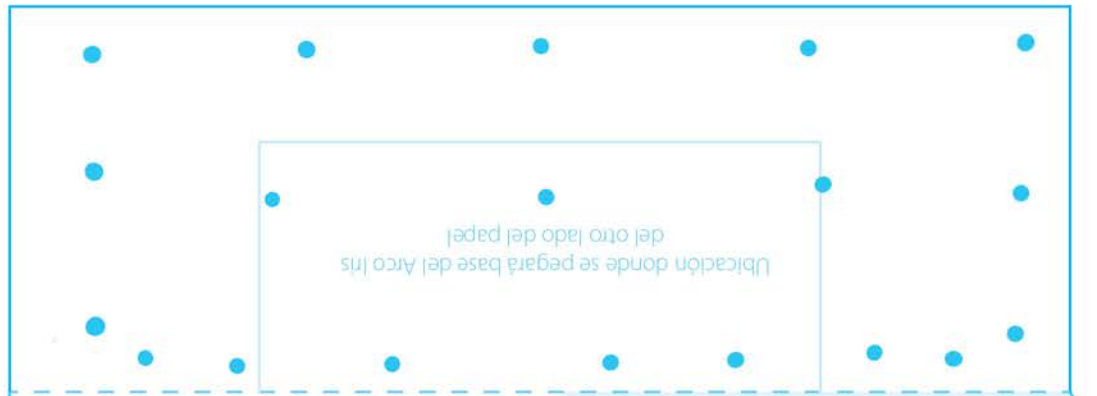 Ubicación donde se pegará base del Arco Iris
del otro lado del papel